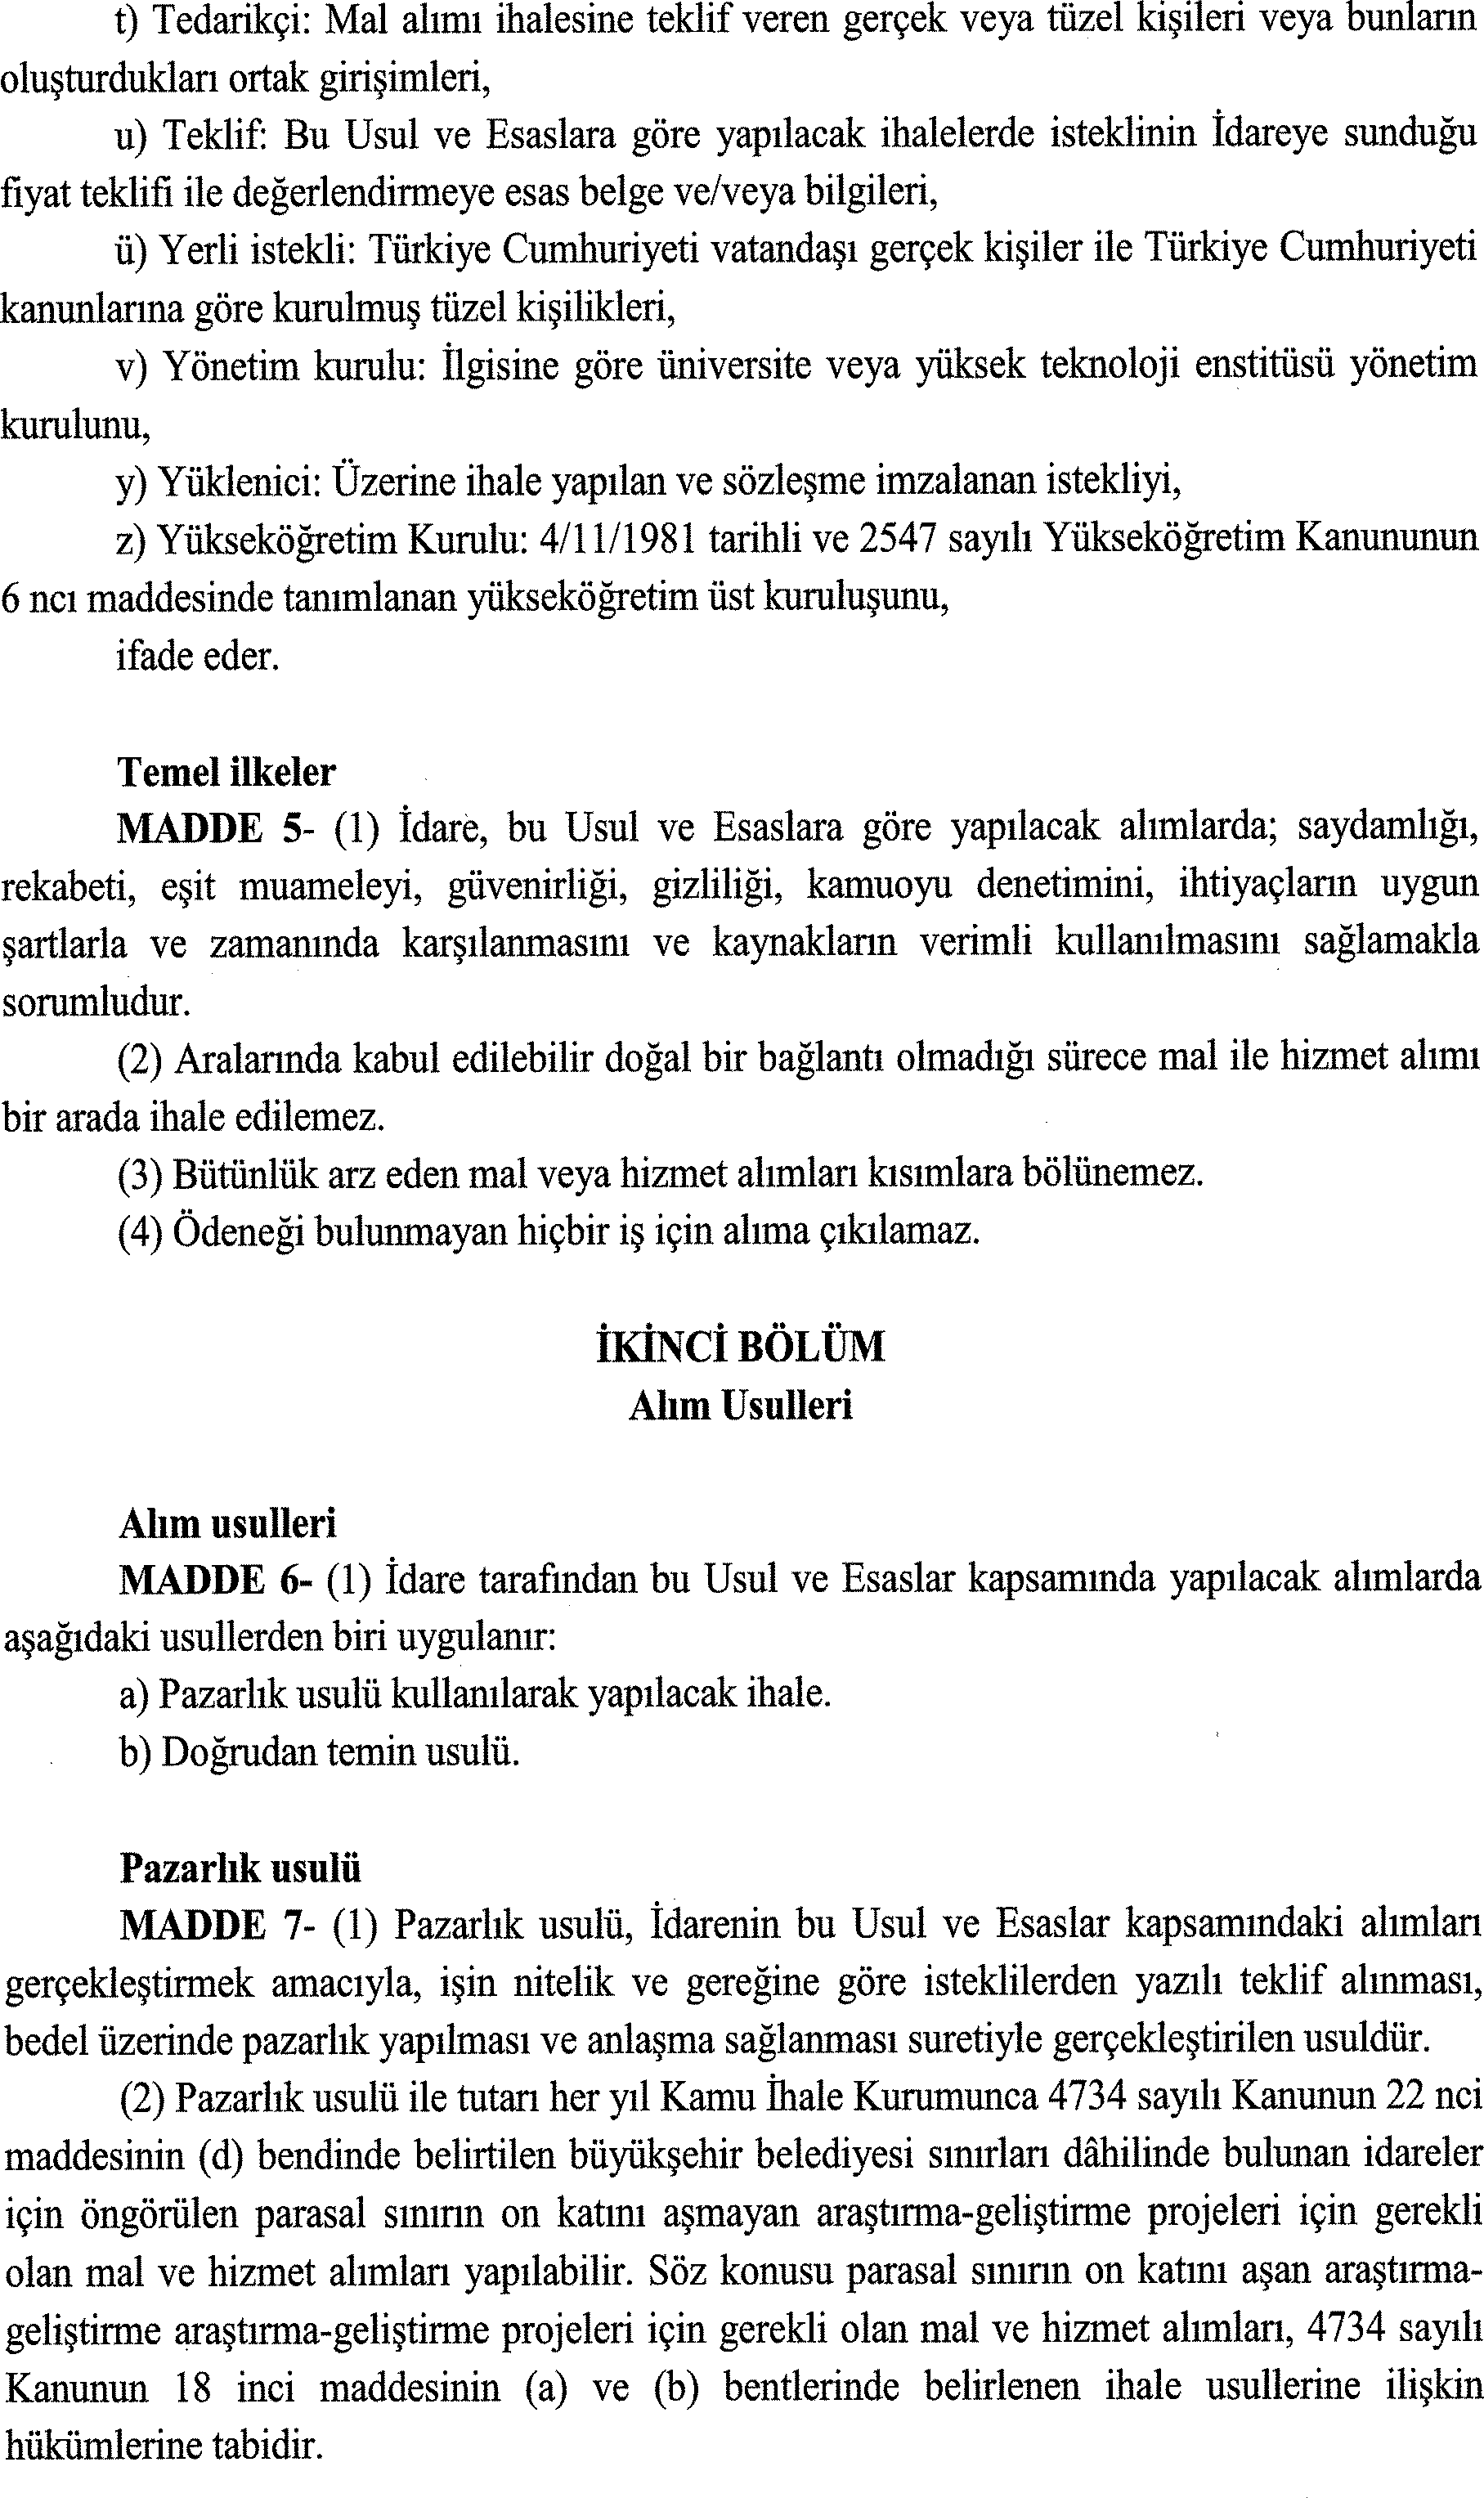 t) Tedarikçi: Mal alımı ihalesine teklif veren gerçek veya tüzel kişileri veya bunların
oluşturdukları ortak girişimleri,
u) Teklif: Bu Usul ve Esaslara göre yapılacak ihalelerde isteklinin İdareye sunduğu
fiyat teklifi ile değerlendirmeye esas belge ve/veya bilgileri,
ü) Yerli istekli: Türkiye Cumhuriyeti vatandaşı gerçek kişiler ile Türkiye Cumhuriyeti
kanunlarına göre kurulmuş tüzel kişilikleri,
v) Yönetim kurulu: İlgisine göre üniversite veya yüksek teknoloji enstitüsü yönetim
kurulunu,
y) Yüklenici: Üzerine ihale yapılan ve sözleşme imzalanan istekliyi,
z) Yükseköğretim Kurulu: 4/11/1981 tarihli ve 2547 sayılı Yükseköğretim Kanununun
6 ncı maddesinde tanımlanan yükseköğretim üst kuruluşunu,
ifade eder.
Temel ilkeler
MADDE 5- (1) İdare, bu Usul ve Esaslara göre yapılacak alımlarda; saydamlığı,
rekabeti, eşit muameleyi, güvenirliği, gizliliği, kamuoyu denetimini, ihtiyaçların uygun
şartlarla ve zamanında karşılanmasını ve kaynakların verimli kullanılmasını sağlamakla
sorumludur.
(2) Aralarında kabul edilebilir doğal bir bağlantı olmadığı sürece mal ile hizmet alımı
bir arada ihale edilemez.
(3) Bütünlük arz eden mal veya hizmet alımları kısımlara bölünemez.
(4) Ödeneği bulunmayan hiçbir iş için alıma çıkılamaz.
İKİNCİ BÖLÜM
Alım Usulleri
Alım usulleri
MADDE 6- (1) İdare tarafından bu Usul ve Esaslar kapsamında yapılacak alımlarda
aşağıdaki usullerden biri uygulanır:
a) Pazarlık usulü kullanılarak yapılacak ihale.
b) Doğrudan temin usulü.
Pazarlık usulü
MADDE 7- (1) Pazarlık usulü, İdarenin bu Usul ve Esaslar kapsamındaki alımları
gerçekleştirmek amacıyla, işin nitelik ve gereğine göre isteklilerden yazılı teklif alınması,
bedel üzerinde pazarlık yapılması ve anlaşma sağlanması suretiyle gerçekleştirilen usuldür.
(2) Pazarlık usulü ile tutarı her yıl Kamu İhale Kurumunca 4734 sayılı Kanunun 22 nci
maddesinin (d) bendinde belirtilen büyükşehir belediyesi sınırları dâhilinde bulunan idareler
için öngörülen parasal sınırın on katını aşmayan araştırma-geliştirme projeleri için gerekli
olan mal ve hizmet alımları yapılabilir. Söz konusu parasal sınırın on katını aşan araştırma-
geliştirme araştırma-geliştirme projeleri için gerekli olan mal ve hizmet alımları, 4734 sayılı
Kanunun 18 inci maddesinin (a) ve (b) bentlerinde belirlenen ihale usullerine ilişkin
hükümlerine tabidir.